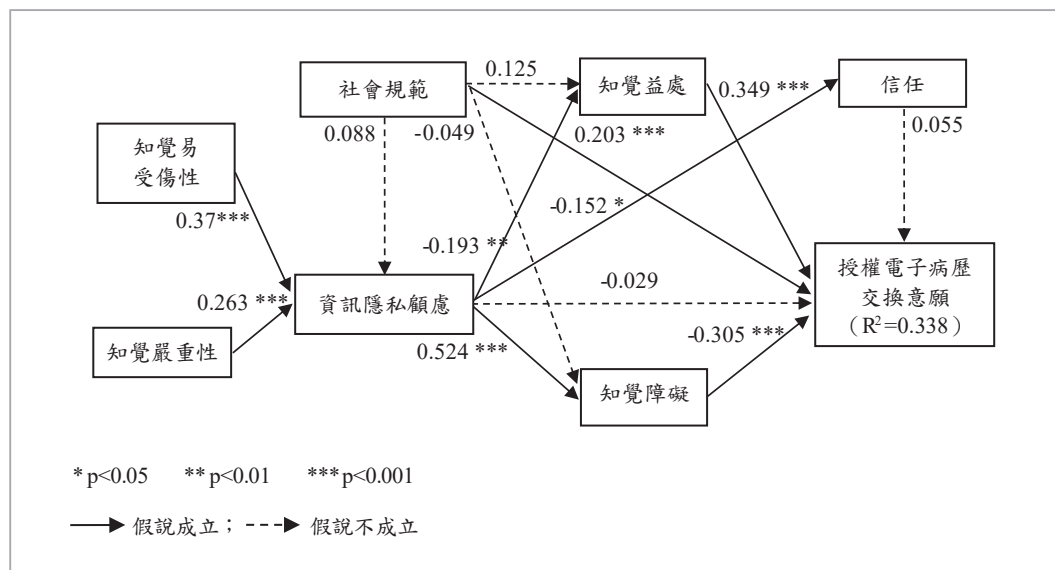 社會規範
0.125
知覺益處
0.349 ***
信任
0.088
-0.049
0.203 ***
0.055
知覺易
受傷性
0.37***
-0.152 *
-0.193 **
授權電子病歷
交換意願
（R²=0.338）
0.263 ***
資訊隱私顧慮
-0.029
知覺嚴重性
0.524 ***
-0.305 ***
知覺障礙
* p<0.05 ** p<0.01 *** p<0.001
假說成立； 假說不成立